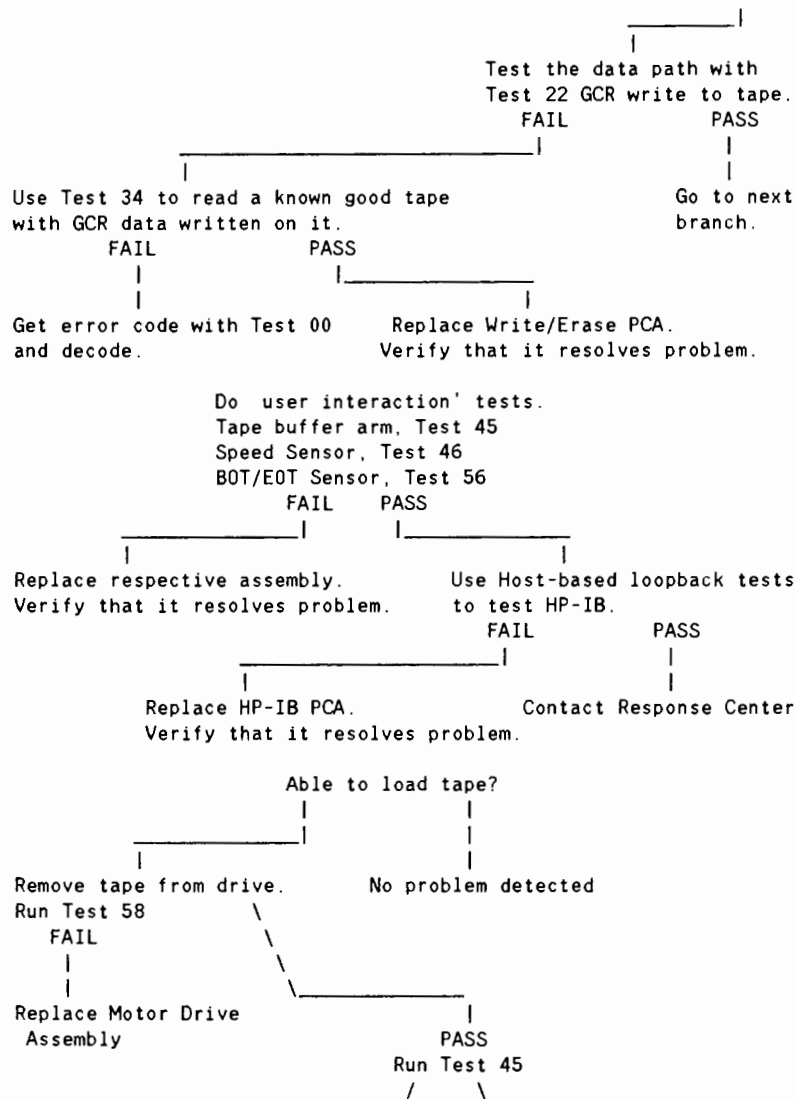 Test the data path with
Test 22 GCR write to tape.
FAIL PASS
Use Test 34 to read a known good tape Go to next
with GCR data written on it. branch.
FAIL PASS
Get error code with Test 00 Replace Write/Erase PCA.
and decode. Verify that it resolves problem.
Do user interaction' tests.
Tape buffer arm, Test 45
Speed Sensor, Test 46
BOT/EOT Sensor, Test 56
FAIL PASS
Replace respective assembly. Use Host-based loopback tests
Verify that it resolves problem. to test HP-IB.
FAIL PASS
Replace HP-IB PCA. Contact Response Center
Verify that it resolves problem.
Able to load tape?
Remove tape from drive. No problem detected
Run Test 58
FAIL
Replace Motor Drive
Assembly PASS
Run Test 45